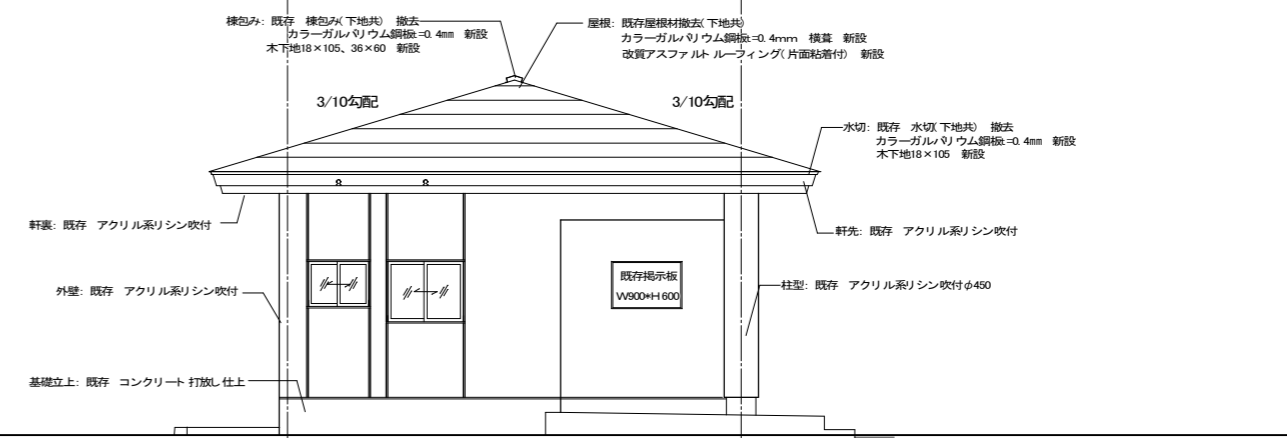 棟包み: 既存　棟包み(下地共)　撤去
カラーガルバリウム鋼板t=0.4mm　新設
木下地18×105、36×60　新設
屋根: 既存屋根材撤去(下地共)
カラーガルバリウム鋼板t=0.4mm　横葺　新設
改質アスファルトルーフィング(片面粘着付)　新設
3/10勾配
3/10勾配
水切: 既存　水切(下地共)　撤去
カラーガルバリウム鋼板t=0.4mm　新設
木下地18×105　新設
軒裏: 既存　アクリル系リシン吹付
軒先: 既存　アクリル系リシン吹付
外壁: 既存　アクリル系リシン吹付
既存掲示板
W900*H600
柱型: 既存　アクリル系リシン吹付φ450
基礎立上: 既存　コンクリート打放し仕上